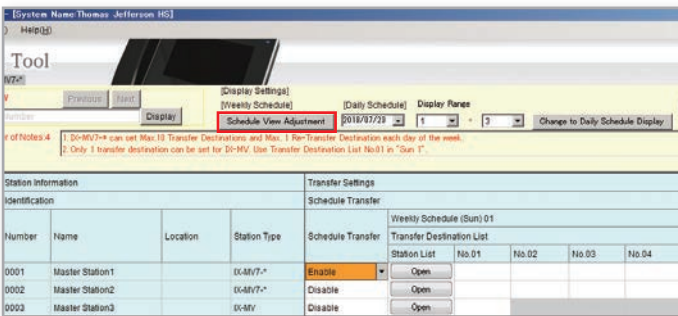 - [System Name:Thomas Jefferson HS]
) Help(H)
Tool
IV7-*
[Display Settings]
[Weekly Schedule] [Daily Schedule] Display Range
Previous Next
Number Display Schedule View Adjustment 2018/07/23 1 - 3 Change to Daily Schedule Display
r of Notes:4 1. IX-MV7-* can set Max.10 Transfer Destinations and Max. 1 Re-Transfer Destination each day of the week.
2. Only 1 transfer destination can be set for IX-MV. Use Transfer Destination List No.01 in "Sun 1".
Station Information Transfer Settings
Identification Schedule Transfer
Weekly Schedule (Sun) 01
Number Name Location Station Type Schedule Transfer Transfer Destination List
Station List No.01 No.02 No.03 No.04
0001 Master Station1 IX-MV7-* Enable Open
0002 Master Station2 IX-MV7-* Disable Open
0003 Master Station3 IX-MV Disable Open